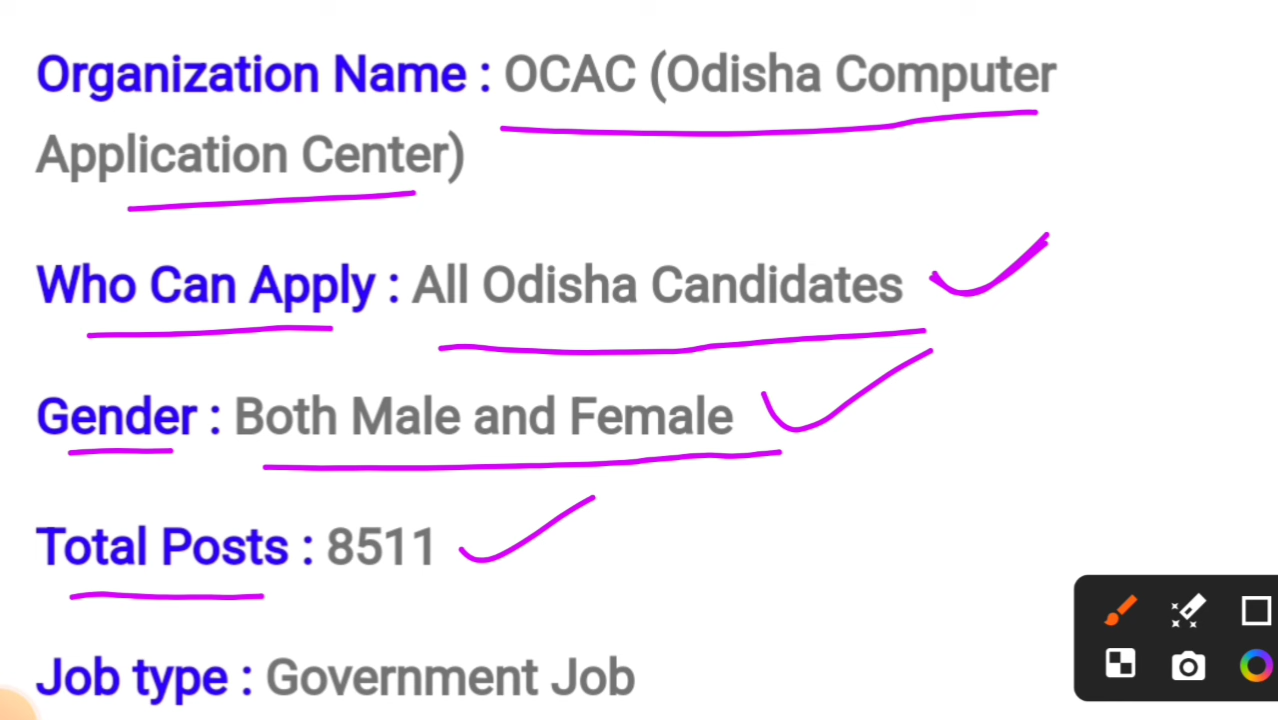 Organization Name : OCAC (Odisha Computer
Application Center)
Who Can Apply : All Odisha Candidates
Gender : Both Male and Female
Total Posts : 8511
Job type : Government Job